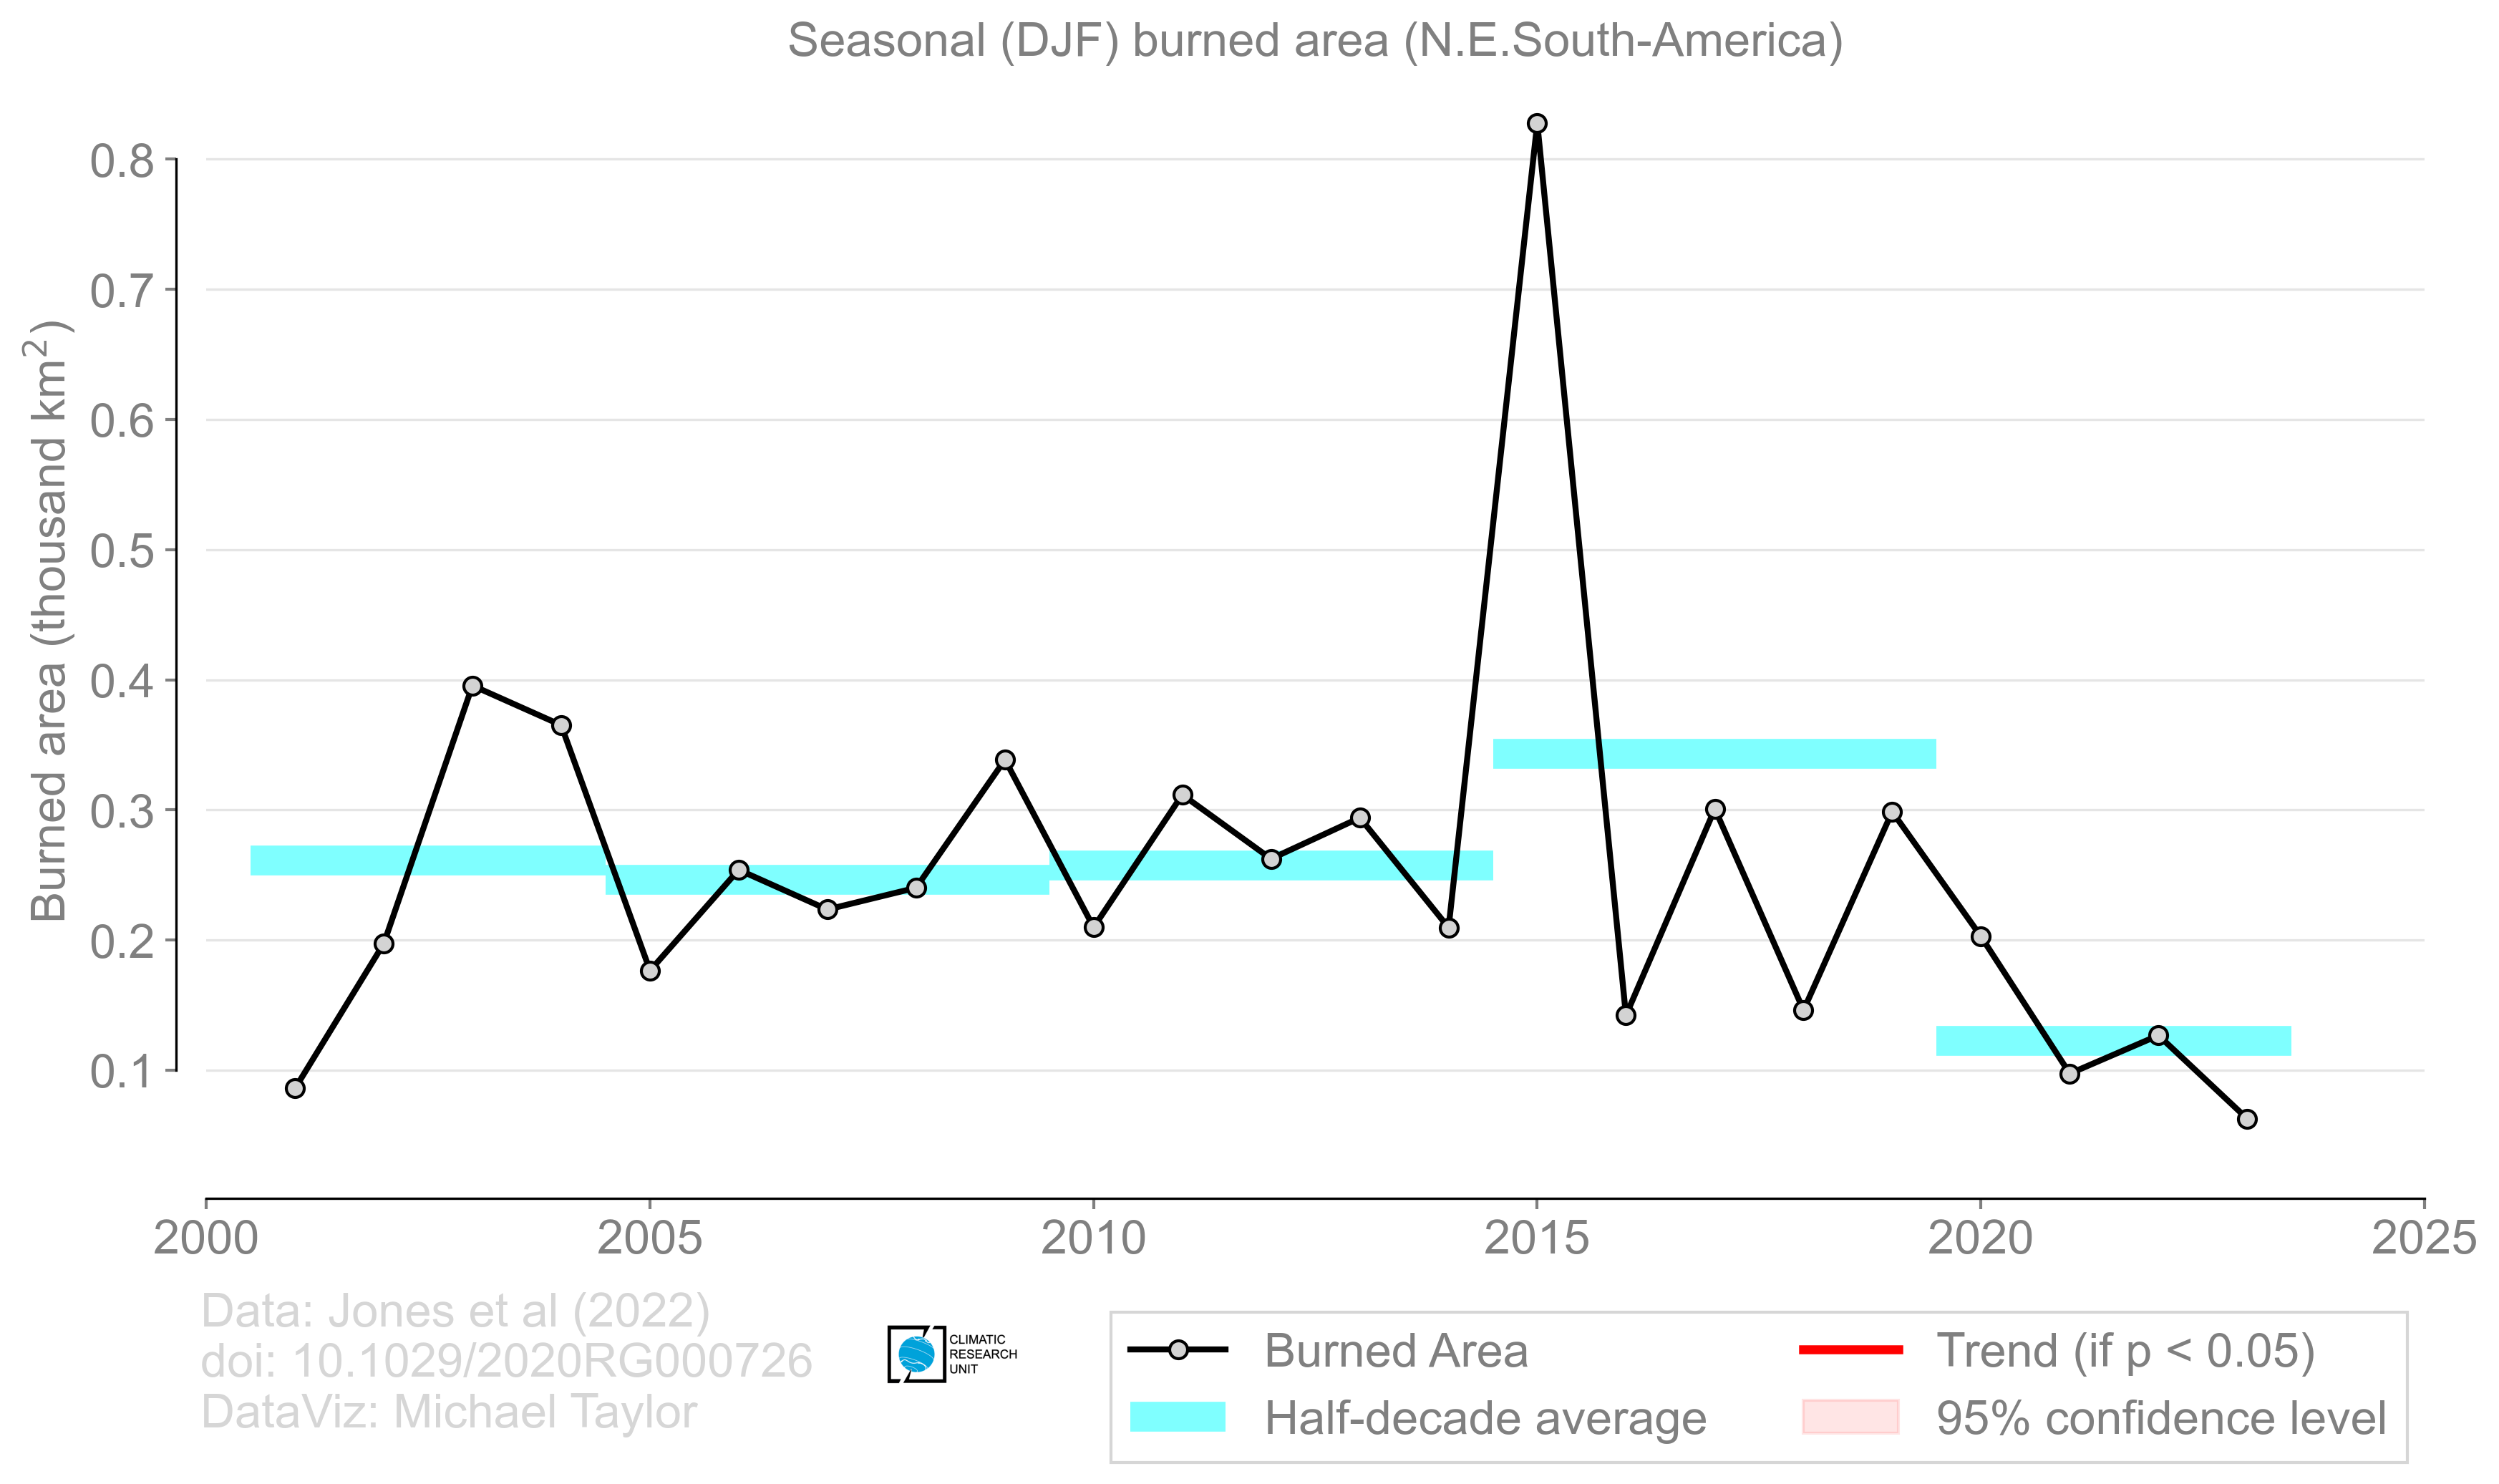 Seasonal (DJF) burned area (N.E.South-America)
Burned area (thousand km²)
0.8
0.7
0.6
0.5
0.4
0.3
0.2
0.1
2000 2005 2010 2015 2020 2025
Data: Jones et al (2022)
doi: 10.1029/2020RG000726
DataViz: Michael Taylor
CLIMATIC
RESEARCH
UNIT
Burned Area
Half-decade average
Trend (if p < 0.05)
95% confidence level